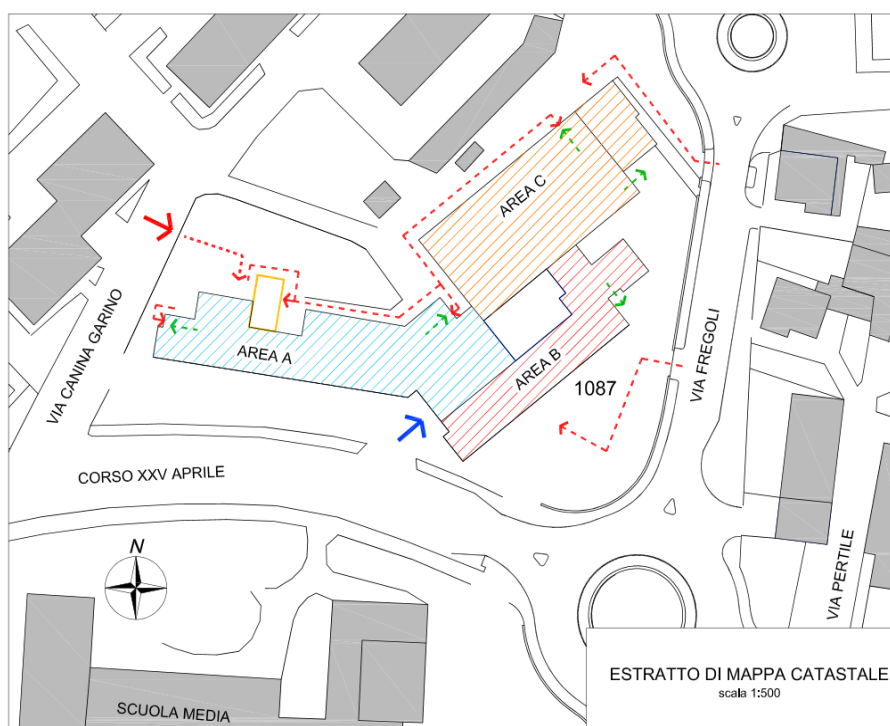 AREA C
VIA CANINA GARINO
AREA A
AREA B
1087
VIA FREGOLI
CORSO XXV APRILE
N
VIA PERTILE
ESTRATTO DI MAPPA CATASTALE
scala 1:500
SCUOLA MEDIA